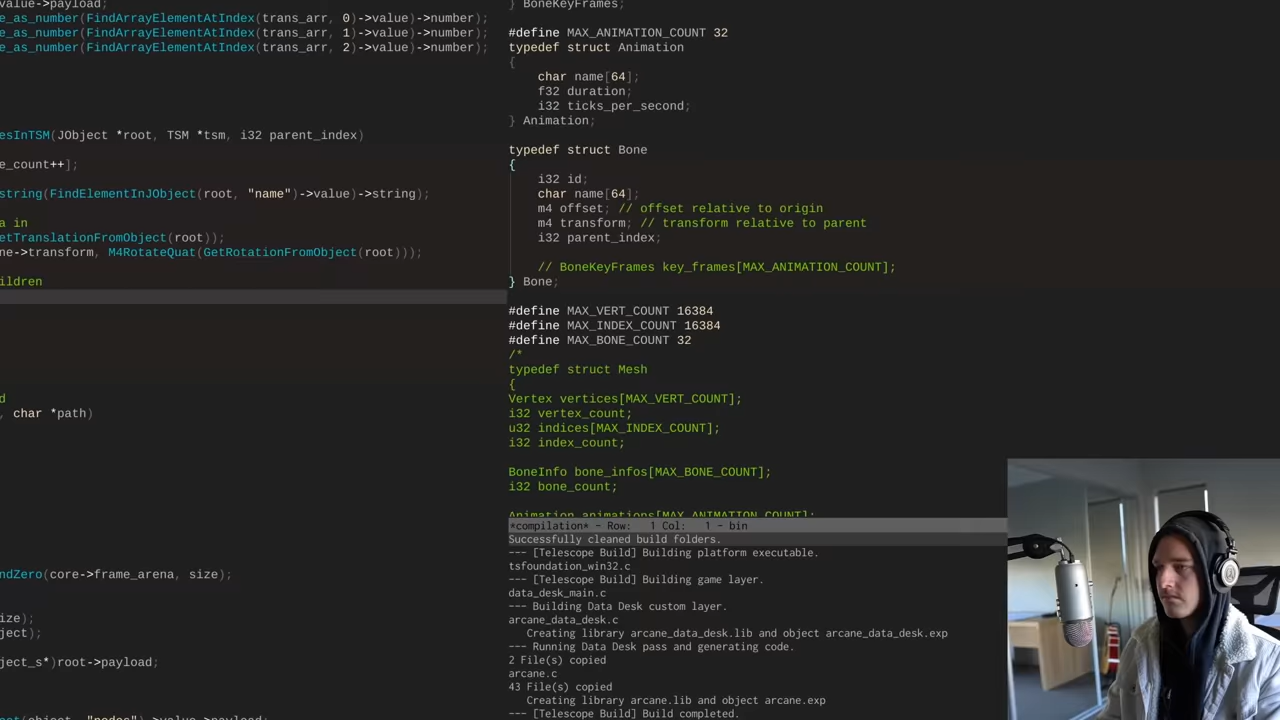 value->payload;
e_as_number(FindArrayElementAtIndex(trans_arr, 0)->value)->number);
e_as_number(FindArrayElementAtIndex(trans_arr, 1)->value)->number);
e_as_number(FindArrayElementAtIndex(trans_arr, 2)->value)->number);
esInTSM(JObject *root, TSM *tsm, i32 parent_index)
e_count++];
string(FindElementInJObject(root, "name")->value)->string);
a in
etTranslationFromObject(root));
ne->transform, M4RotateQuat(GetRotationFromObject(root)));
ildren
d
, char *path)
ndZero(core->frame_arena, size);
ize);
ject);
ject_s*)root->payload;
ect(object, "nodes")->value->payload;
} BoneKeyFrames;
#define MAX_ANIMATION_COUNT 32
typedef struct Animation
{
char name[64];
f32 duration;
i32 ticks_per_second;
} Animation;
typedef struct Bone
{
i32 id;
char name[64];
m4 offset; // offset relative to origin
m4 transform; // transform relative to parent
i32 parent_index;
// BoneKeyFrames key_frames[MAX_ANIMATION_COUNT];
} Bone;
#define MAX_VERT_COUNT 16384
#define MAX_INDEX_COUNT 16384
#define MAX_BONE_COUNT 32
/*
typedef struct Mesh
{
Vertex vertices[MAX_VERT_COUNT];
i32 vertex_count;
u32 indices[MAX_INDEX_COUNT];
i32 index_count;
BoneInfo bone_infos[MAX_BONE_COUNT];
i32 bone_count;
Animation animations[MAX_ANIMATION_COUNT];
*compilation* - Row: 1 Col: 1 - bin
Successfully cleaned build folders.
--- [Telescope Build] Building platform executable.
tsfoundation_win32.c
--- [Telescope Build] Building game layer.
data_desk_main.c
--- Building Data Desk custom layer.
arcane_data_desk.c
Creating library arcane_data_desk.lib and object arcane_data_desk.exp
--- Running Data Desk pass and generating code.
2 File(s) copied
arcane.c
43 File(s) copied
Creating library arcane.lib and object arcane.exp
--- [Telescope Build] Build completed.